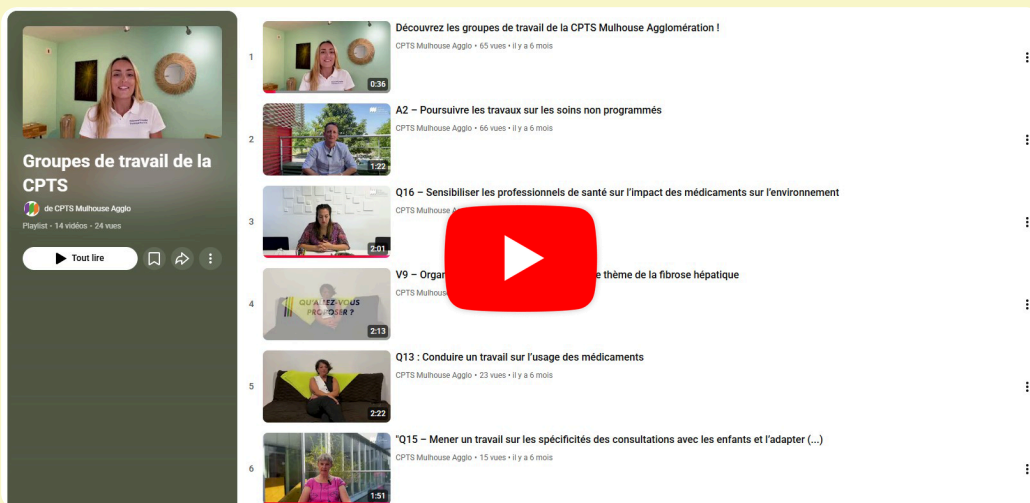 Groupes de travail de la
CPTS
de CPTS Mulhouse Agglo
Playlist • 14 vidéos • 24 vues
Tout lire
1
0:36
Découvrez les groupes de travail de la CPTS Mulhouse Agglomération !
CPTS Mulhouse Agglo • 65 vues • il y a 6 mois
2
1:22
A2 – Poursuivre les travaux sur les soins non programmés
CPTS Mulhouse Agglo • 66 vues • il y a 6 mois
3
2:01
Q16 – Sensibiliser les professionnels de santé sur l'impact des médicaments sur l'environnement
CPTS Mulhouse
4
QU'ALLEZ-VOUS
PROPOSER ?
2:13
V9 – thème de la fibrose hépatique
CPTS
5
2:22
Q13 : Conduire un travail sur l'usage des médicaments
CPTS Mulhouse Agglo • 23 vues • il y a 6 mois
6
1:51
"Q15 – Mener un travail sur les spécificités des consultations avec les enfants et l'adapter (...)
CPTS Mulhouse Agglo • 15 vues • il y a 6 mois